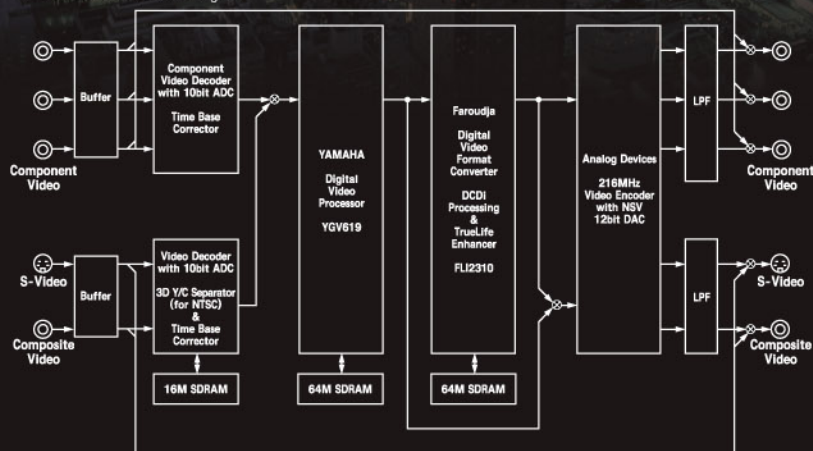 Component
Video
Buffer
Component
Video Decoder
with 10bit ADC
Time Base
Corrector
YAMAHA
Digital
Video
Processor
YGV619
Faroudja
Digital
Video
Format
Converter
DCDi
Processing
&
TrueLife
Enhancer
FLI2310
Analog Devices
216MHz
Video Encoder
with NSV
12bit DAC
LPF
Component
Video
S-Video
Composite
Video
Buffer
Video Decoder
with 10bit ADC
3D Y/C Separator
(for NTSC)
&
Time Base
Corrector
16M SDRAM
64M SDRAM
64M SDRAM
LPF
S-Video
Composite
Video